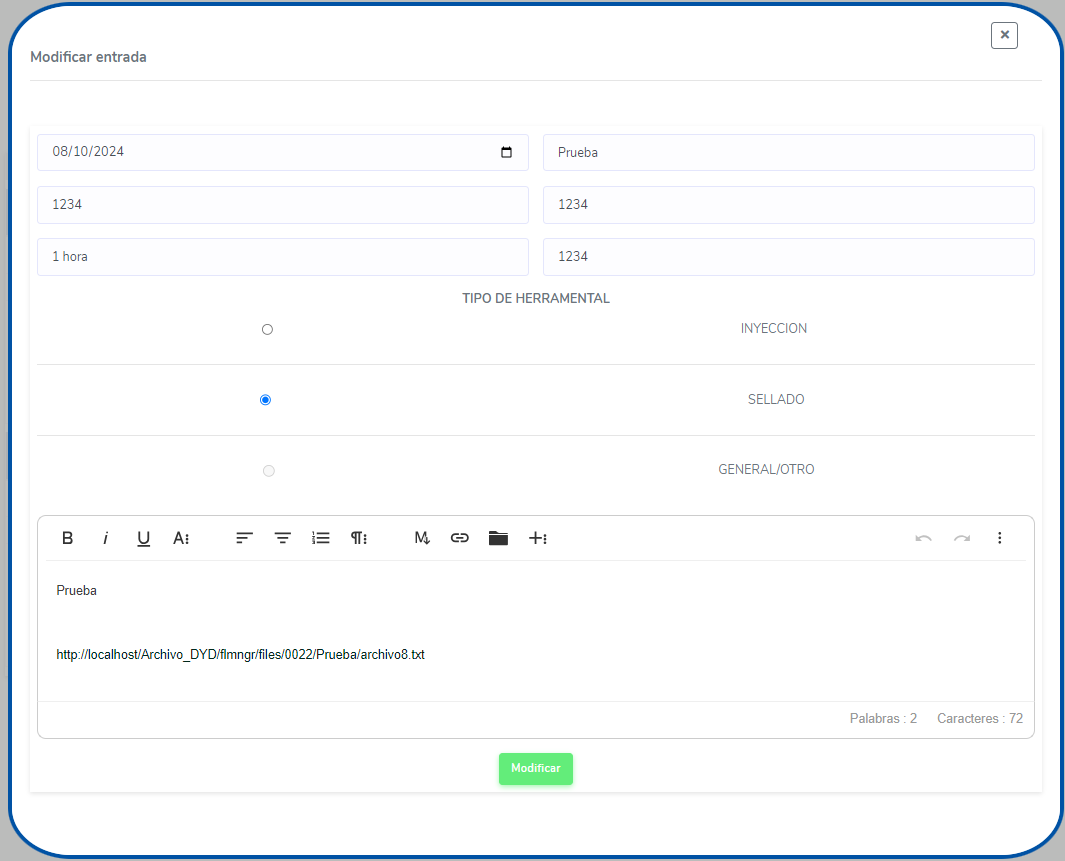 Modificar entrada
08/10/2024
Prueba
1234
1234
1 hora
1234
TIPO DE HERRAMENTAL
INYECCION
SELLADO
GENERAL/OTRO
Prueba
http://localhost/Archivo_DYD/flmngr/files/0022/Prueba/archivo8.txt
Palabras : 2 Caracteres : 72
Modificar